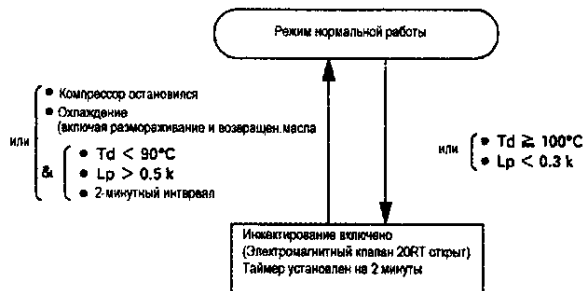 Режим нормальной работы
или
● Компрессор остановился
● Охлаждение
(включая размораживание и возвращен.масла
&
● Td < 90°C
● Lp > 0.5 k
● 2-минутный интервеал
или
● Td ≧ 100°C
● Lp < 0.3 k
Инжектирование включено
(Электромагнитный клапан 20RT открыт)
Таймер установлен на 2 минуты